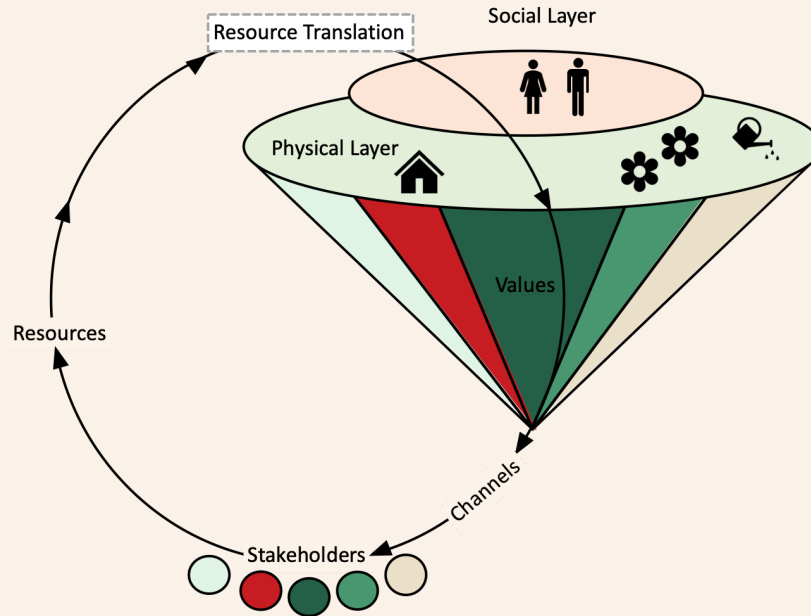 Social Layer
Resource Translation
Physical Layer
Values
Resources
Channels
Stakeholders